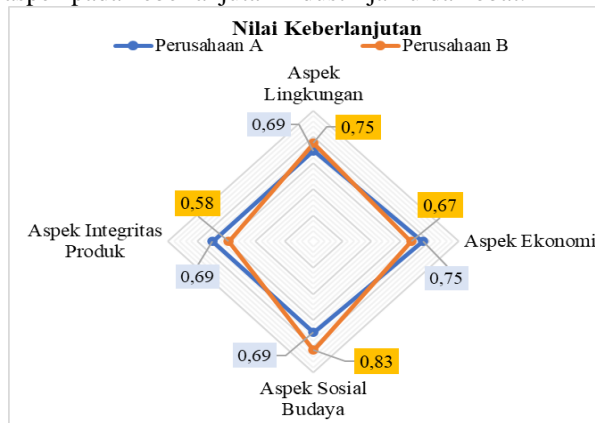 Nilai Keberlanjutan
Perusahaan A
Perusahaan B
Aspek
Lingkungan
0,69
0,75
0,58
0,67
Aspek Integritas
Produk
Aspek Ekonomi
0,69
0,75
0,69
0,83
Aspek Sosial
Budaya